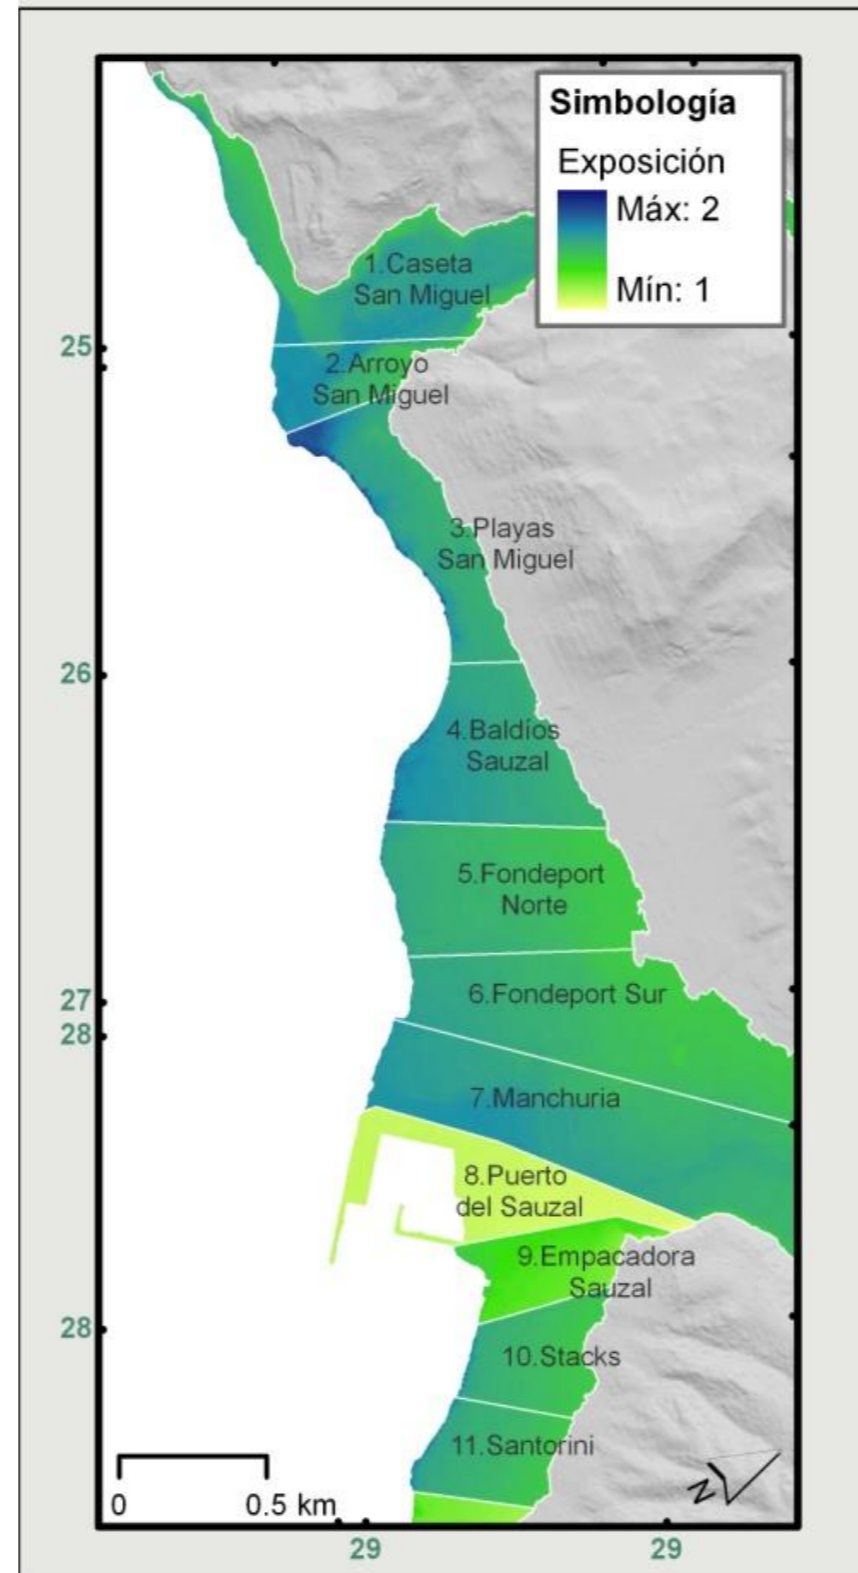 Simbología
Exposición
Máx: 2
Mín: 1
1.Caseta
San Miguel
25
2.Arroyo
San Miguel
3.Playas
San Miguel
26
4.Baldíos
Sauzal
5.Fondeport
Norte
6.Fondeport Sur
27
28
7.Manchuria
8.Puerto
del Sauzal
9.Empacadora
Sauzal
28
10.Stacks
11.Santorini
N
0 0.5 km
29 29